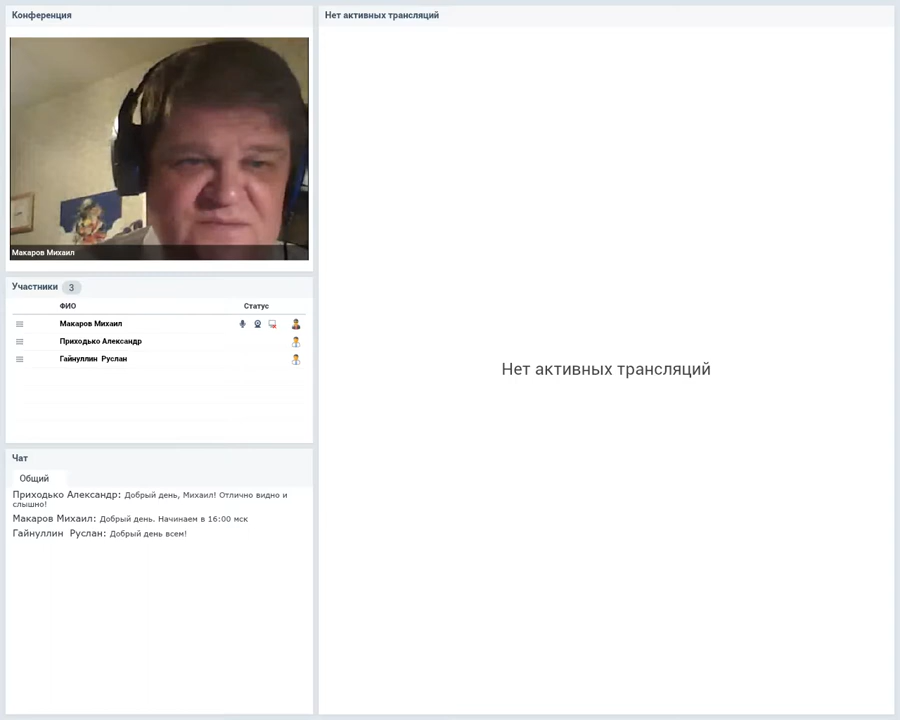 Конференция
Нет активных трансляций
Макаров Михаил
Участники 3
ФИО Статус
Макаров Михаил
Приходько Александр
Гайнуллин Руслан
Нет активных трансляций
Чат
Общий
Приходько Александр: Добрый день, Михаил! Отлично видно и
слышно!
Макаров Михаил: Добрый день. Начинаем в 16:00 мск
Гайнуллин Руслан: Добрый день всем!